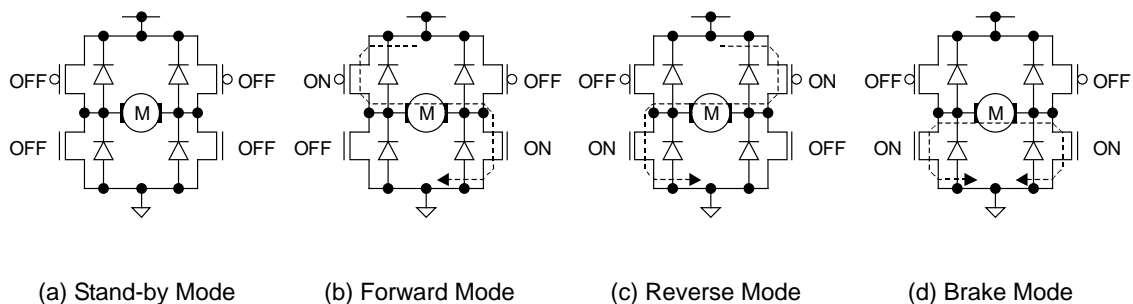 OFF OFF ON OFF OFF ON OFF OFF
M M M M
OFF OFF OFF ON ON OFF ON ON
(a) Stand-by Mode (b) Forward Mode (c) Reverse Mode (d) Brake Mode